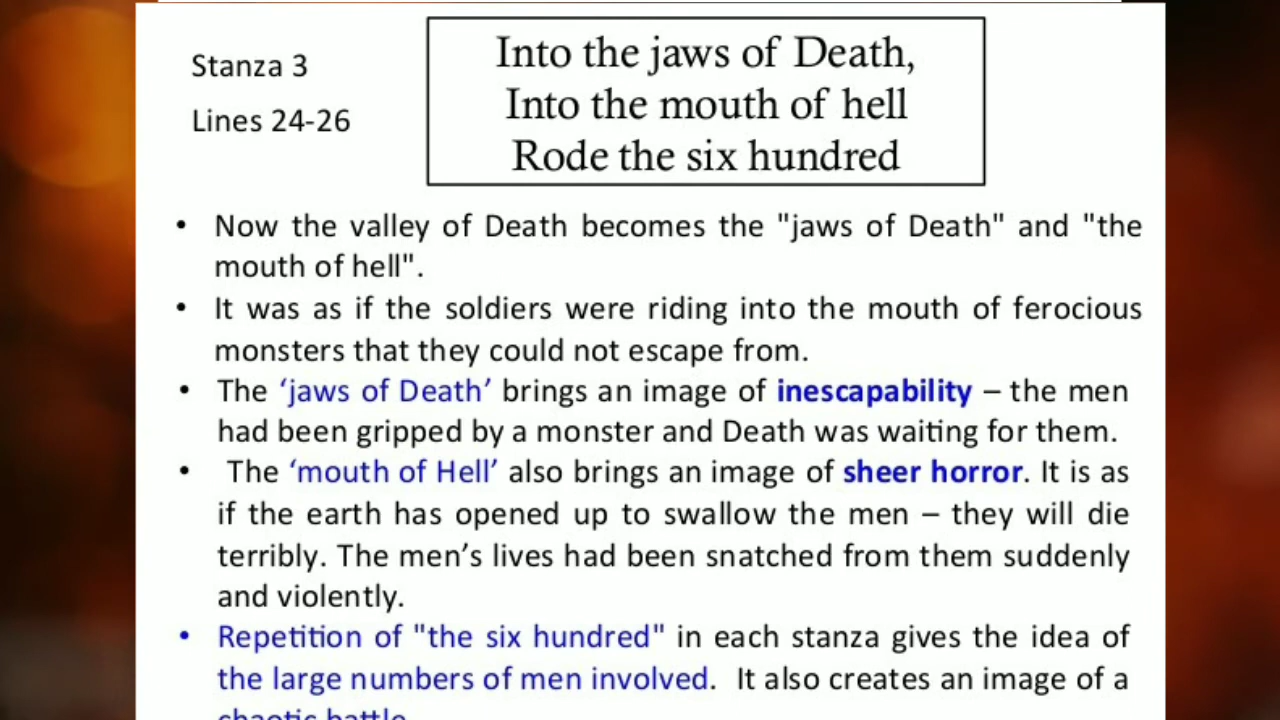 Stanza 3
Lines 24-26
Into the jaws of Death,
Into the mouth of hell
Rode the six hundred
• Now the valley of Death becomes the "jaws of Death" and "the
mouth of hell".
• It was as if the soldiers were riding into the mouth of ferocious
monsters that they could not escape from.
• The ‘jaws of Death’ brings an image of inescapability – the men
had been gripped by a monster and Death was waiting for them.
• The ‘mouth of Hell’ also brings an image of sheer horror. It is as
if the earth has opened up to swallow the men – they will die
terribly. The men’s lives had been snatched from them suddenly
and violently.
• Repetition of "the six hundred" in each stanza gives the idea of
the large numbers of men involved. It also creates an image of a
chaotic battle.